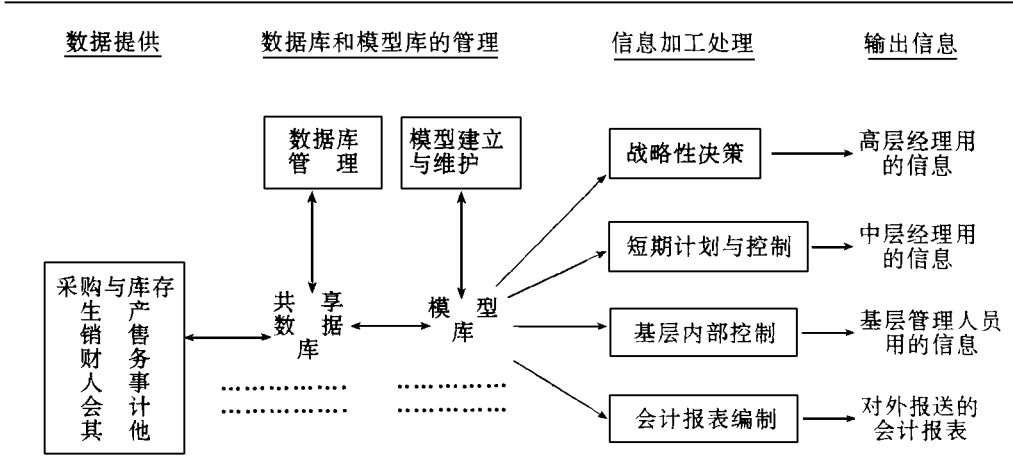 数据提供
数据库和模型库的管理
信息加工处理
输出信息
数据库
管 理
模型建立
与维护
战略性决策
高层经理用
的信息
短期计划与控制
中层经理用
的信息
采购与库存
生 产
销 售
财 务
人 事
会 计
其 他
共 享
数 据
库
模 型
库
基层内部控制
基层管理人员
用的信息
会计报表编制
对外报送的
会计报表